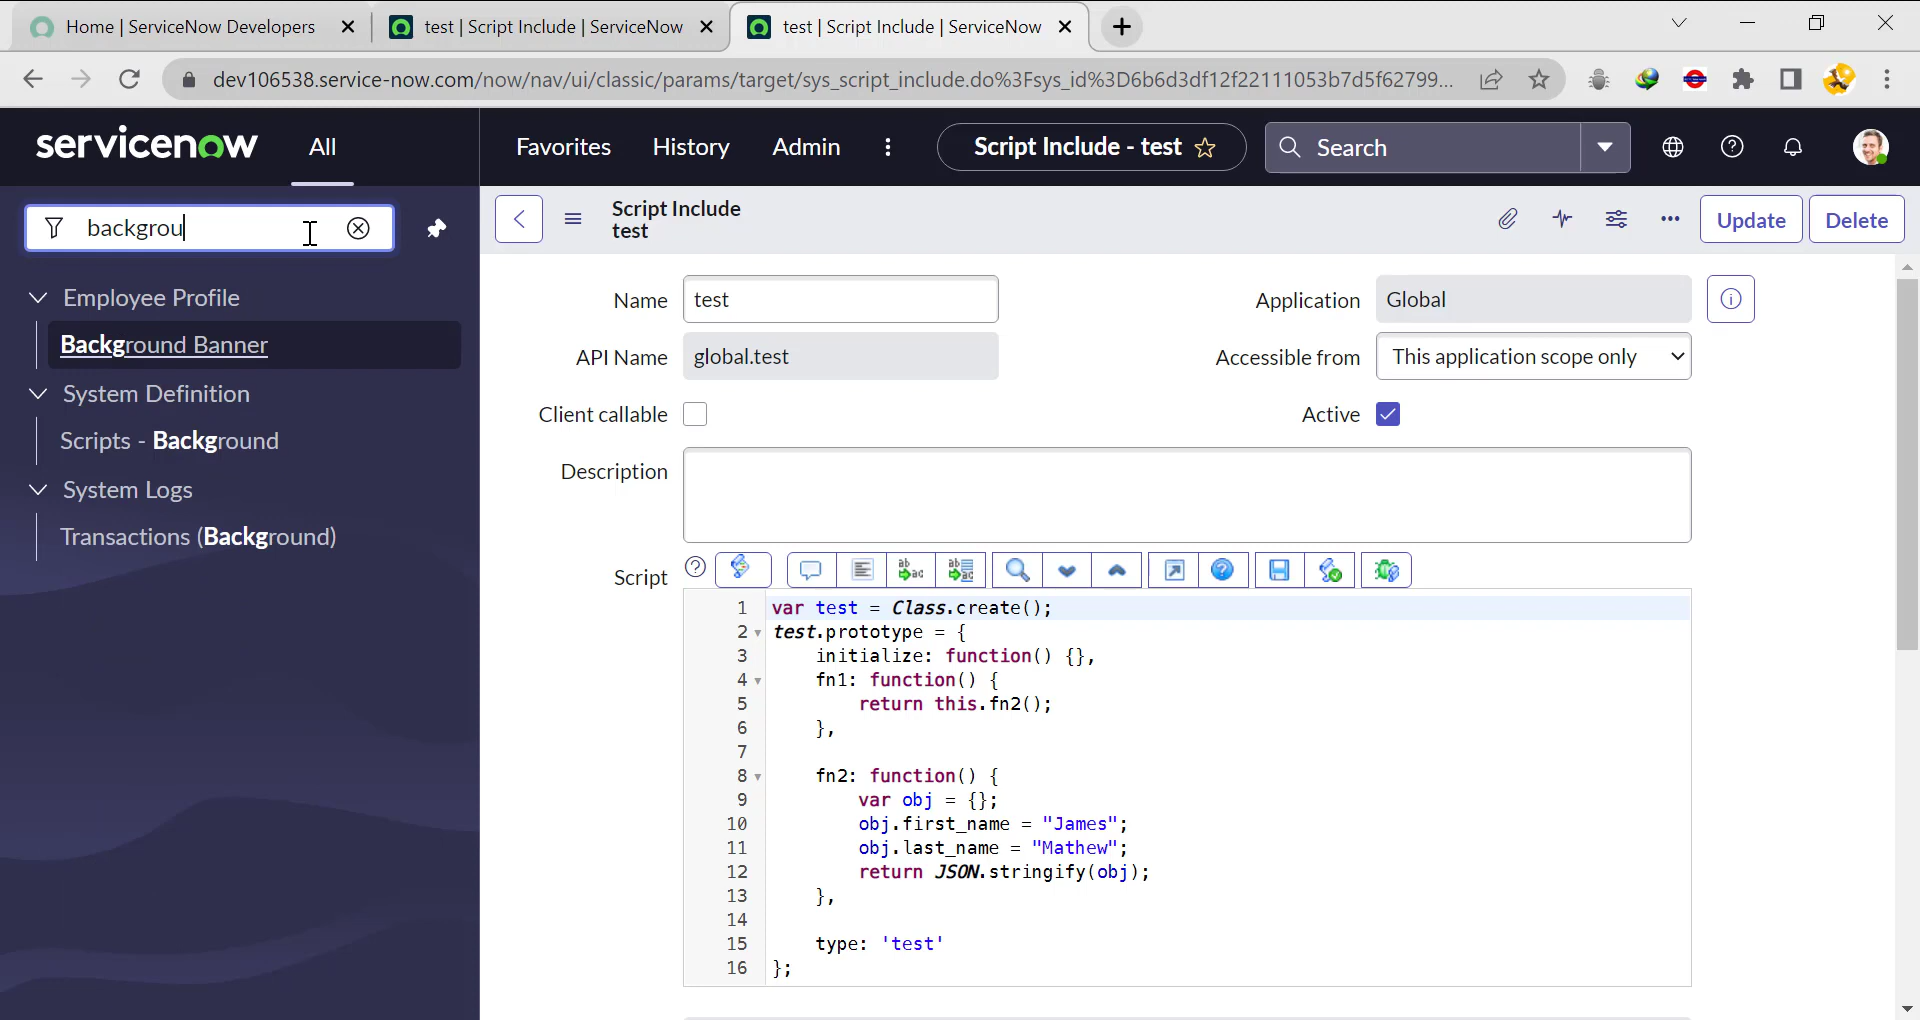 Home | ServiceNow Developers
test | Script Include | ServiceNow
test | Script Include | ServiceNow
dev106538.service-now.com/now/nav/ui/classic/params/target/sys_script_include.do%3Fsys_id%3D6b6d3df12f22111053b7d5f62799...
servicenow
All
Favorites
History
Admin
Script Include - test
Search
backgrou
Employee Profile
Background Banner
System Definition
Scripts - Background
System Logs
Transactions (Background)
Script Include
test
Update
Delete
Name
test
Application
Global
API Name
global.test
Accessible from
This application scope only
Client callable
Active
Description
Script
1 var test = Class.create();
2 test.prototype = {
3 initialize: function() {},
4 fn1: function() {
5 return this.fn2();
6 },
7
8 fn2: function() {
9 var obj = {};
10 obj.first_name = "James";
11 obj.last_name = "Mathew";
12 return JSON.stringify(obj);
13 },
14
15 type: 'test'
16 };